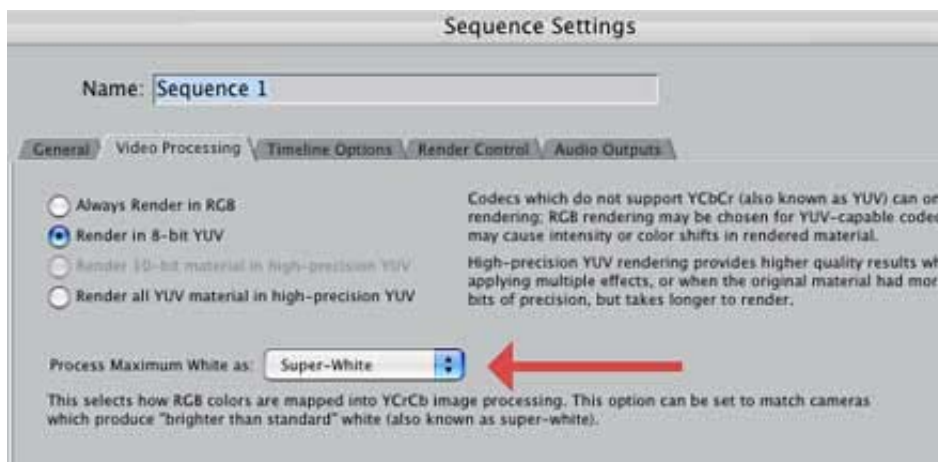 Sequence Settings
Name: Sequence 1
General Video Processing Timeline Options Render Control Audio Outputs
Always Render in RGB
Render in 8-bit YUV
Render 10-bit material in high-precision YUV
Render all YUV material in high-precision YUV
Codecs which do not support YCbCr (also known as YUV) can
rendering; RGB rendering may be chosen for YUV-capable
may cause intensity or color shifts in rendered material.
High-precision YUV rendering provides higher quality results
applying multiple effects, or when the original material had
bits of precision, but takes longer to render.
Process Maximum White as: Super-White
This selects how RGB colors are mapped into YCrCb image processing. This option can be set to match cameras
which produce "brighter than standard" white (also known as super-white).